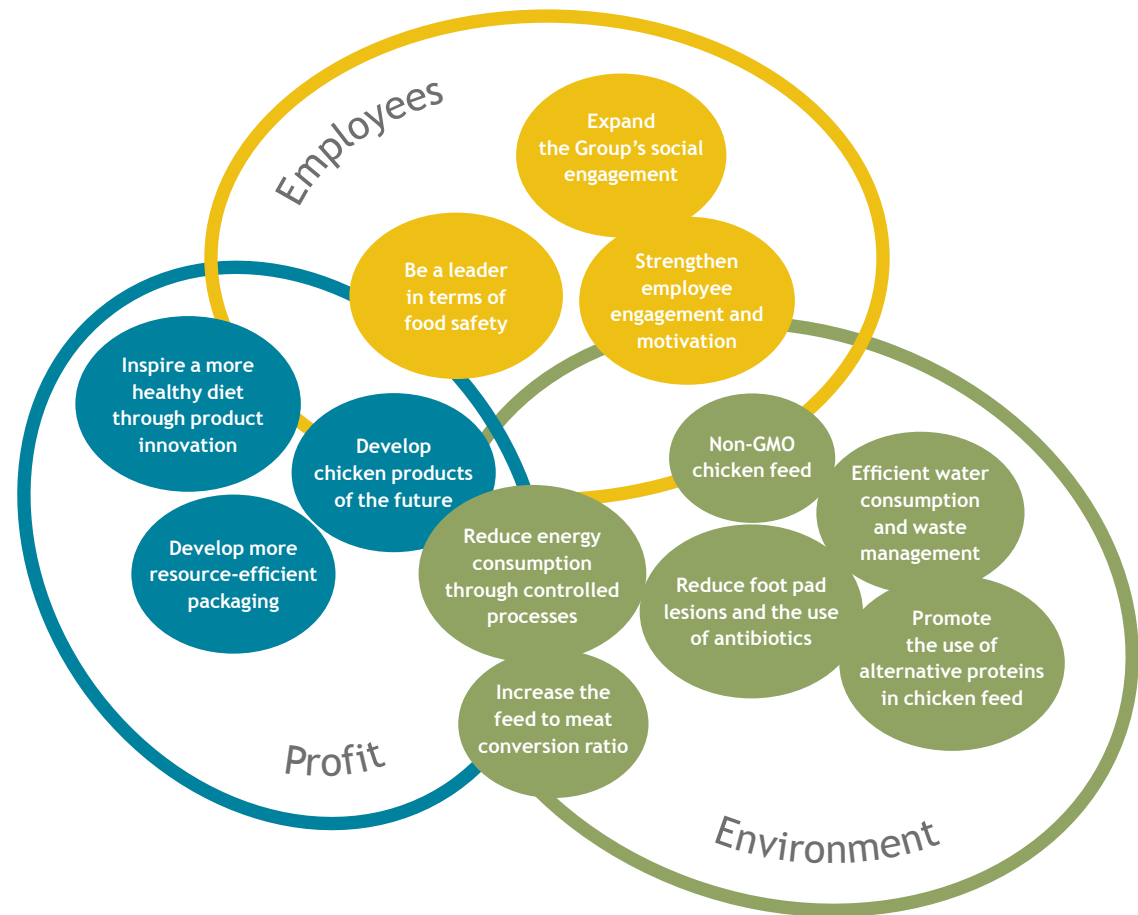 Employees
Expand
the Group’s social
engagement
Be a leader
in terms of
food safety
Strengthen
employee
engagement and
motivation
Inspire a more
healthy diet
through product
innovation
Develop
chicken products
of the future
Develop more
resource-efficient
packaging
Non-GMO
chicken feed
Efficient water
consumption
and waste
management
Reduce energy
consumption
through controlled
processes
Reduce foot pad
lesions and the use
of antibiotics
Promote
the use of
alternative proteins
in chicken feed
Increase the
feed to meat
conversion ratio
Profit
Environment